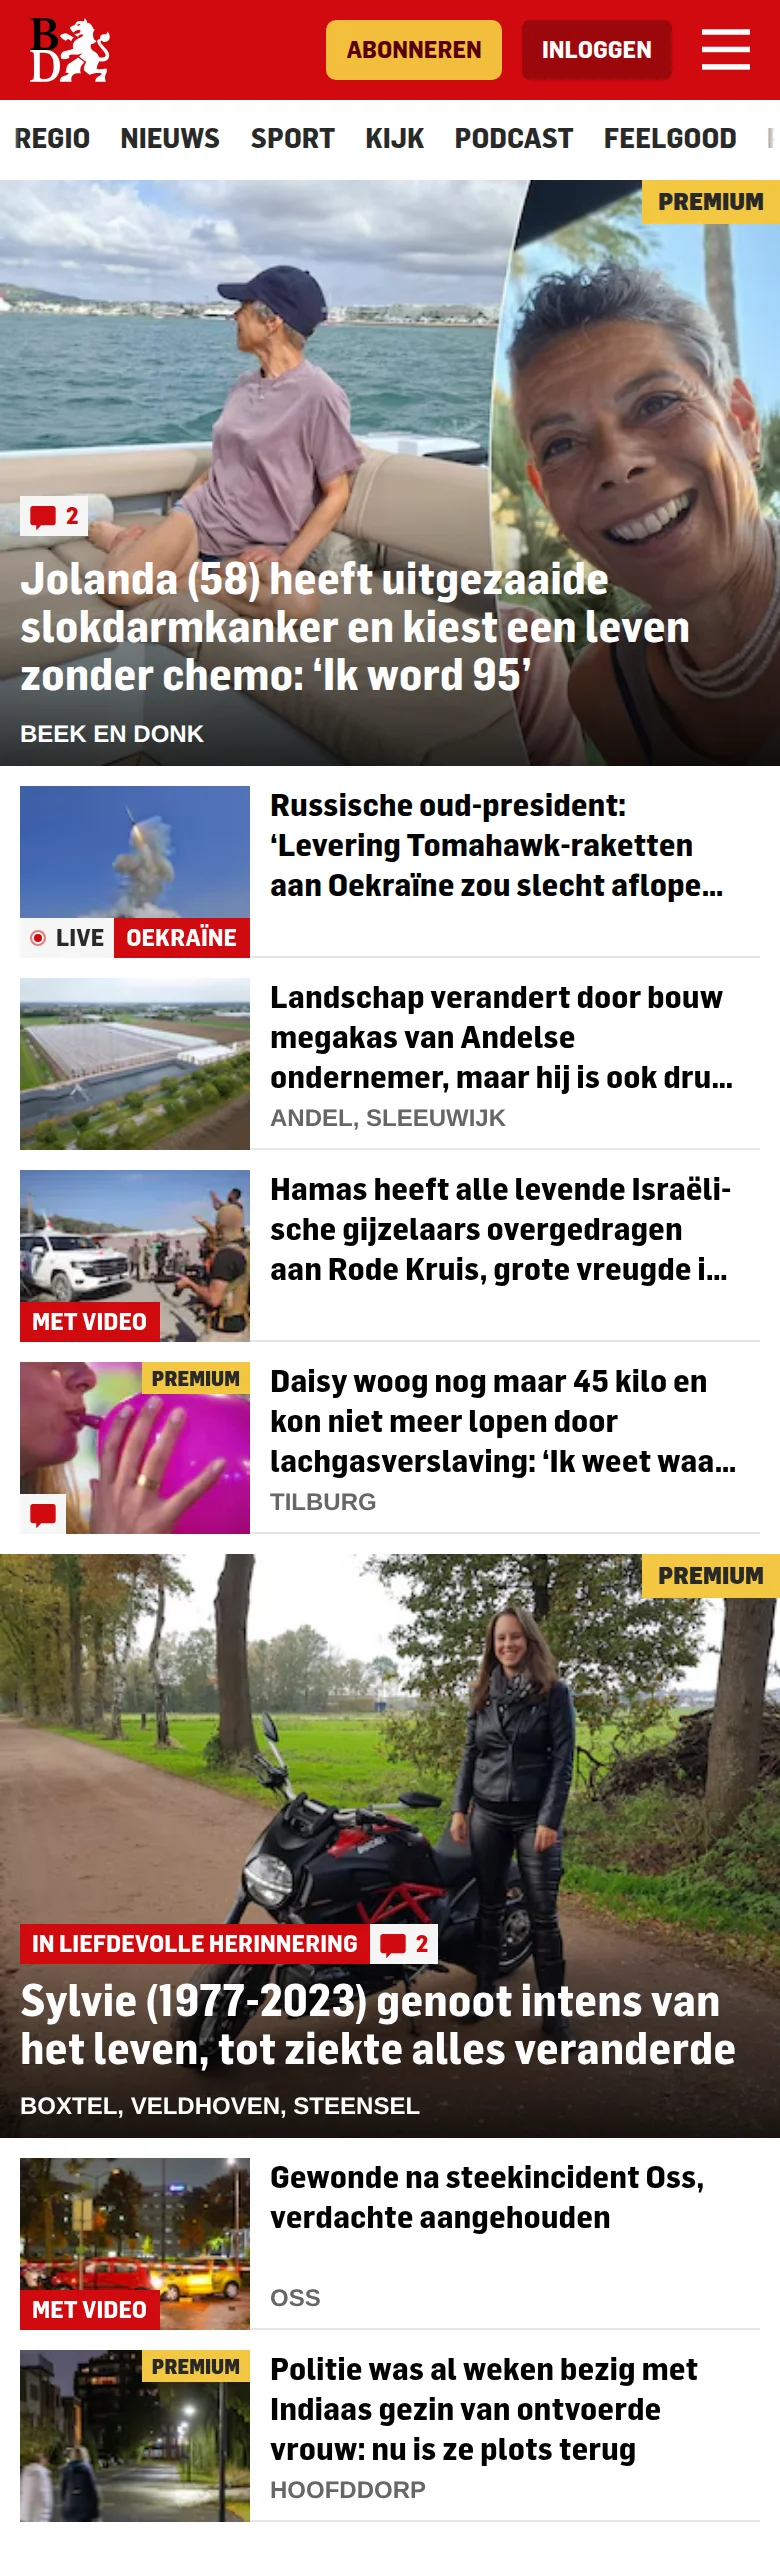 BD
ABONNEREN
INLOGGEN
REGIO NIEUWS SPORT KIJK PODCAST FEELGOOD
PREMIUM
2
Jolanda (58) heeft uitgezaaide
slokdarmkanker en kiest een leven
zonder chemo: ‘Ik word 95’
BEEK EN DONK
Russische oud-president:
‘Levering Tomahawk-raketten
aan Oekraïne zou slecht aflope...
LIVE OEKRAÏNE
Landschap verandert door bouw
megakas van Andelse
ondernemer, maar hij is ook dru...
ANDEL, SLEEUWIJK
Hamas heeft alle levende Israëli-
sche gijzelaars overgedragen
aan Rode Kruis, grote vreugde i...
MET VIDEO
PREMIUM
Daisy woog nog maar 45 kilo en
kon niet meer lopen door
lachgasverslaving: ‘Ik weet waa...
TILBURG
PREMIUM
IN LIEFDEVOLLE HERINNERING 2
Sylvie (1977-2023) genoot intens van
het leven, tot ziekte alles veranderde
BOXTEL, VELDHOVEN, STEENSEL
Gewonde na steekincident Oss,
verdachte aangehouden
OSS
MET VIDEO
PREMIUM
Politie was al weken bezig met
Indiaas gezin van ontvoerde
vrouw: nu is ze plots terug
HOOFDDORP